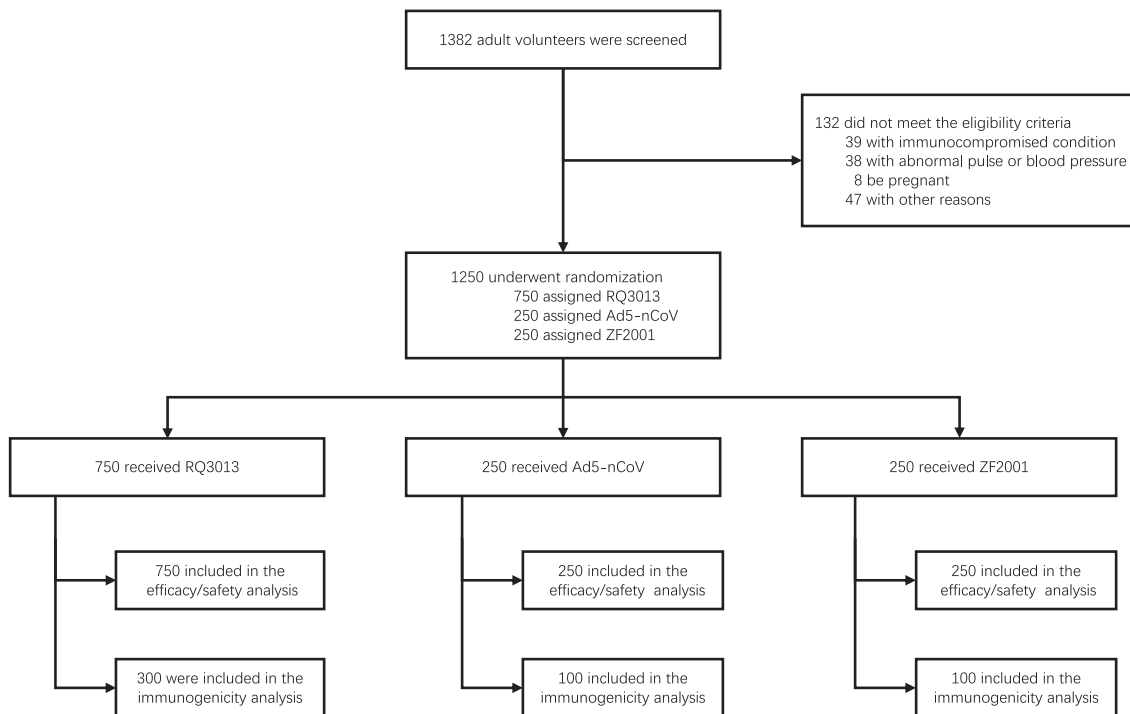 1382 adult volunteers were screened
132 did not meet the eligibility criteria
39 with immunocompromised condition
38 with abnormal pulse or blood pressure
8 be pregnant
47 with other reasons
1250 underwent randomization
750 assigned RQ3013
250 assigned Ad5-nCoV
250 assigned ZF2001
750 received RQ3013
250 received Ad5-nCoV
250 received ZF2001
750 included in the
efficacy/safety analysis
250 included in the
efficacy/safety analysis
250 included in the
efficacy/safety analysis
300 were included in the
immunogenicity analysis
100 included in the
immunogenicity analysis
100 included in the
immunogenicity analysis